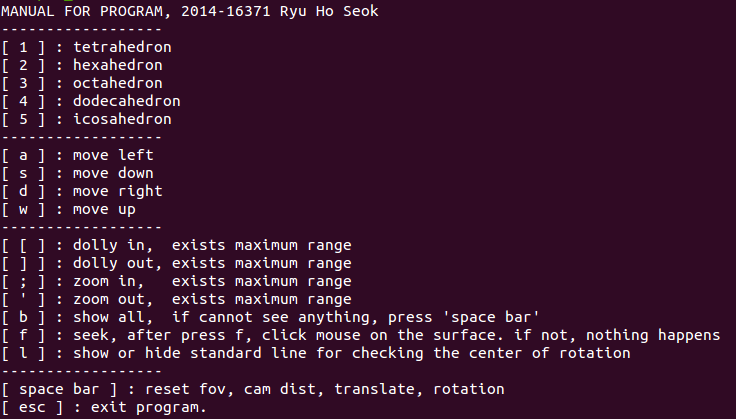 MANUAL FOR PROGRAM, 2014-16371 Ryu Ho Seok
------------------
[ 1 ] : tetrahedron
[ 2 ] : hexahedron
[ 3 ] : octahedron
[ 4 ] : dodecahedron
[ 5 ] : icosahedron
------------------
[ a ] : move left
[ s ] : move down
[ d ] : move right
[ w ] : move up
------------------
[ [ ] : dolly in,  exists maximum range
[ ] ] : dolly out, exists maximum range
[ ; ] : zoom in,   exists maximum range
[ ' ] : zoom out,  exists maximum range
[ b ] : show all,  if cannot see anything, press 'space bar'
[ f ] : seek, after press f, click mouse on the surface. if not, nothing happens
[ l ] : show or hide standard line for checking the center of rotation
------------------
[ space bar ] : reset fov, cam dist, translate, rotation
[ esc ] : exit program.